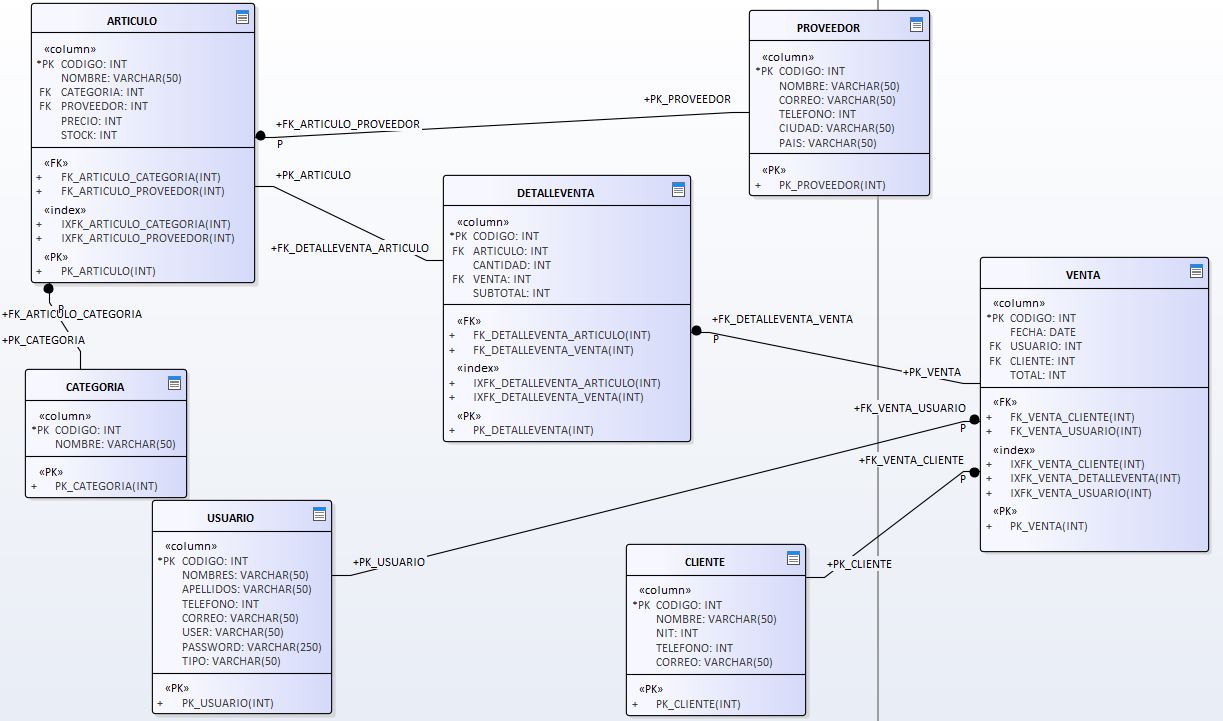 ARTICULO
«column»
*PK CODIGO: INT
NOMBRE: VARCHAR(50)
FK CATEGORIA: INT
FK PROVEEDOR: INT
PRECIO: INT
STOCK: INT
«FK»
+ FK_ARTICULO_CATEGORIA(INT)
+ FK_ARTICULO_PROVEEDOR(INT)
«index»
+ IXFK_ARTICULO_CATEGORIA(INT)
+ IXFK_ARTICULO_PROVEEDOR(INT)
«PK»
+ PK_ARTICULO(INT)
+FK_ARTICULO_PROVEEDOR
P
+PK_PROVEEDOR
PROVEEDOR
«column»
*PK CODIGO: INT
NOMBRE: VARCHAR(50)
CORREO: VARCHAR(50)
TELEFONO: INT
CIUDAD: VARCHAR(50)
PAIS: VARCHAR(50)
«PK»
+ PK_PROVEEDOR(INT)
+PK_ARTICULO
+FK_DETALLEVENTA_ARTICULO
DETALLEVENTA
«column»
*PK CODIGO: INT
FK ARTICULO: INT
CANTIDAD: INT
FK VENTA: INT
SUBTOTAL: INT
«FK»
+ FK_DETALLEVENTA_ARTICULO(INT)
+ FK_DETALLEVENTA_VENTA(INT)
«index»
+ IXFK_DETALLEVENTA_ARTICULO(INT)
+ IXFK_DETALLEVENTA_VENTA(INT)
«PK»
+ PK_DETALLEVENTA(INT)
+FK_DETALLEVENTA_VENTA
P
+PK_VENTA
VENTA
«column»
*PK CODIGO: INT
FECHA: DATE
FK USUARIO: INT
FK CLIENTE: INT
TOTAL: INT
«FK»
+ FK_VENTA_CLIENTE(INT)
+ FK_VENTA_USUARIO(INT)
«index»
+ IXFK_VENTA_CLIENTE(INT)
+ IXFK_VENTA_DETALLEVENTA(INT)
+ IXFK_VENTA_USUARIO(INT)
«PK»
+ PK_VENTA(INT)
P
+FK_ARTICULO_CATEGORIA
+PK_CATEGORIA
CATEGORIA
«column»
*PK CODIGO: INT
NOMBRE: VARCHAR(50)
«PK»
+ PK_CATEGORIA(INT)
+FK_VENTA_USUARIO
P
+FK_VENTA_CLIENTE
P
USUARIO
«column»
*PK CODIGO: INT
NOMBRES: VARCHAR(50)
APELLIDOS: VARCHAR(50)
TELEFONO: INT
CORREO: VARCHAR(50)
USER: VARCHAR(50)
PASSWORD: VARCHAR(250)
TIPO: VARCHAR(50)
«PK»
+ PK_USUARIO(INT)
+PK_USUARIO
CLIENTE
«column»
*PK CODIGO: INT
NOMBRE: VARCHAR(50)
NIT: INT
TELEFONO: INT
CORREO: VARCHAR(50)
«PK»
+ PK_CLIENTE(INT)
+PK_CLIENTE